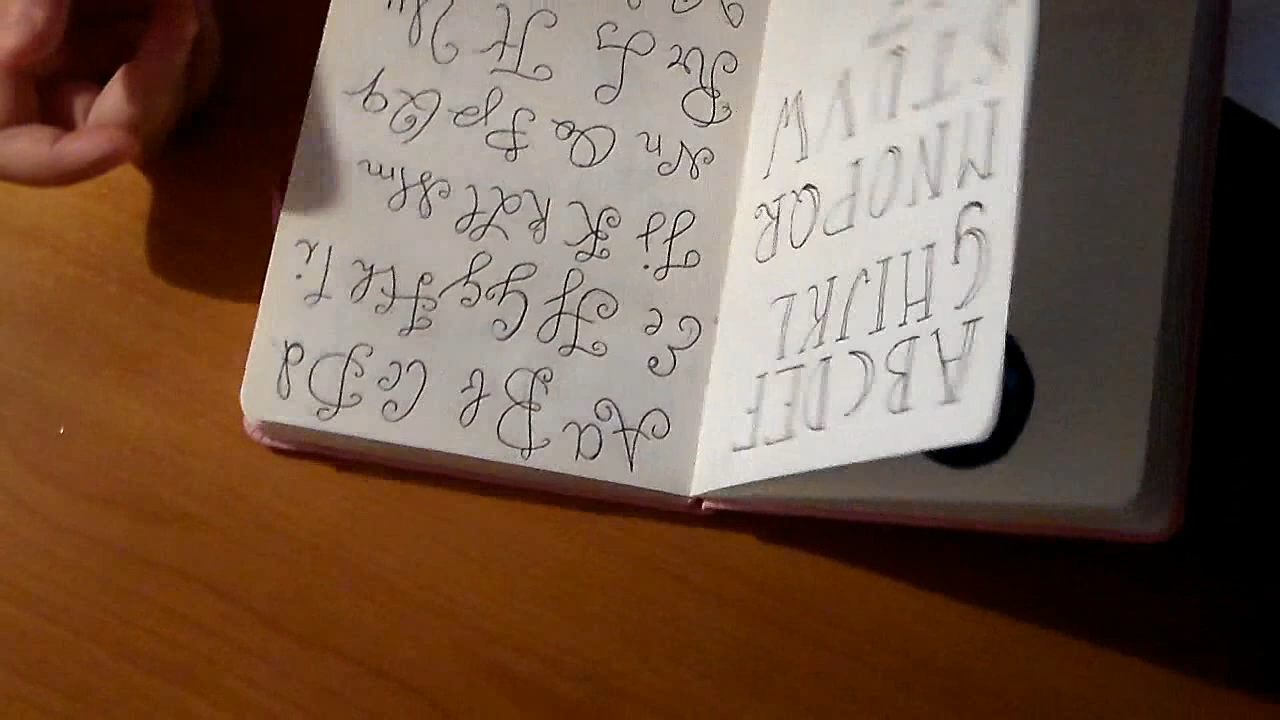 ABCDEF
GHIJKL
MNOPQR
STUVW
Aa Bb Cc Dd
Ee Ff Gg Hh Ii
Jj Kk Ll Mm
Nn Oo Pp Qq
Rr Ss Tt Uu